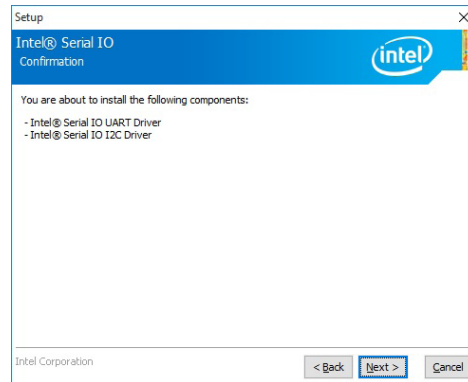 Setup
Intel® Serial IO
Confirmation
intel
You are about to install the following components:
- Intel® Serial IO UART Driver
- Intel® Serial IO I2C Driver
Intel Corporation
< Back
Next >
Cancel